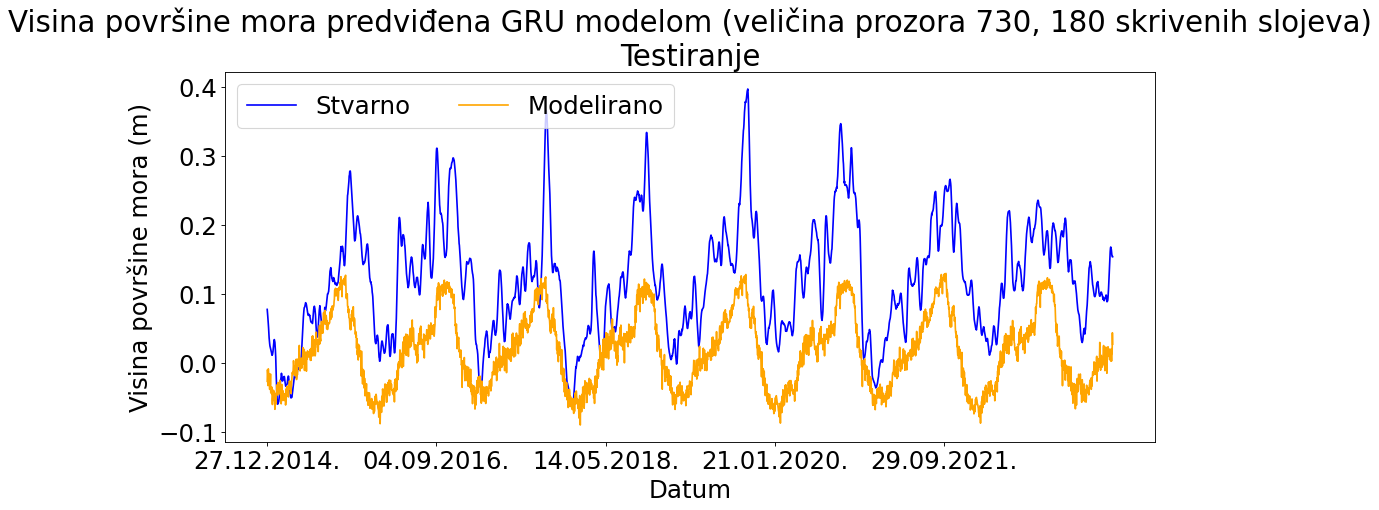 Visina površine mora predviđena GRU modelom (veličina prozora 730, 180 skrivenih slojeva)
Testiranje
Stvarno
Modelirano
Visina površine mora (m)
0.4
0.3
0.2
0.1
0.0
−0.1
27.12.2014.
04.09.2016.
14.05.2018.
21.01.2020.
29.09.2021.
Datum